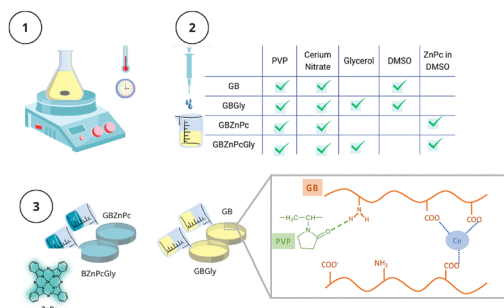 1
2
PVP
Cerium
Nitrate
Glycerol
DMSO
ZnPc in
DMSO
GB
GBGly
GBZnPc
GBZnPcGly
3
GBZnPc
BZnPcGly
GB
GBGly
GB
PVP
—H₂C—CH—
N
O
N
H H
COO
COO
Ce
COO⁻
NH₂
COO